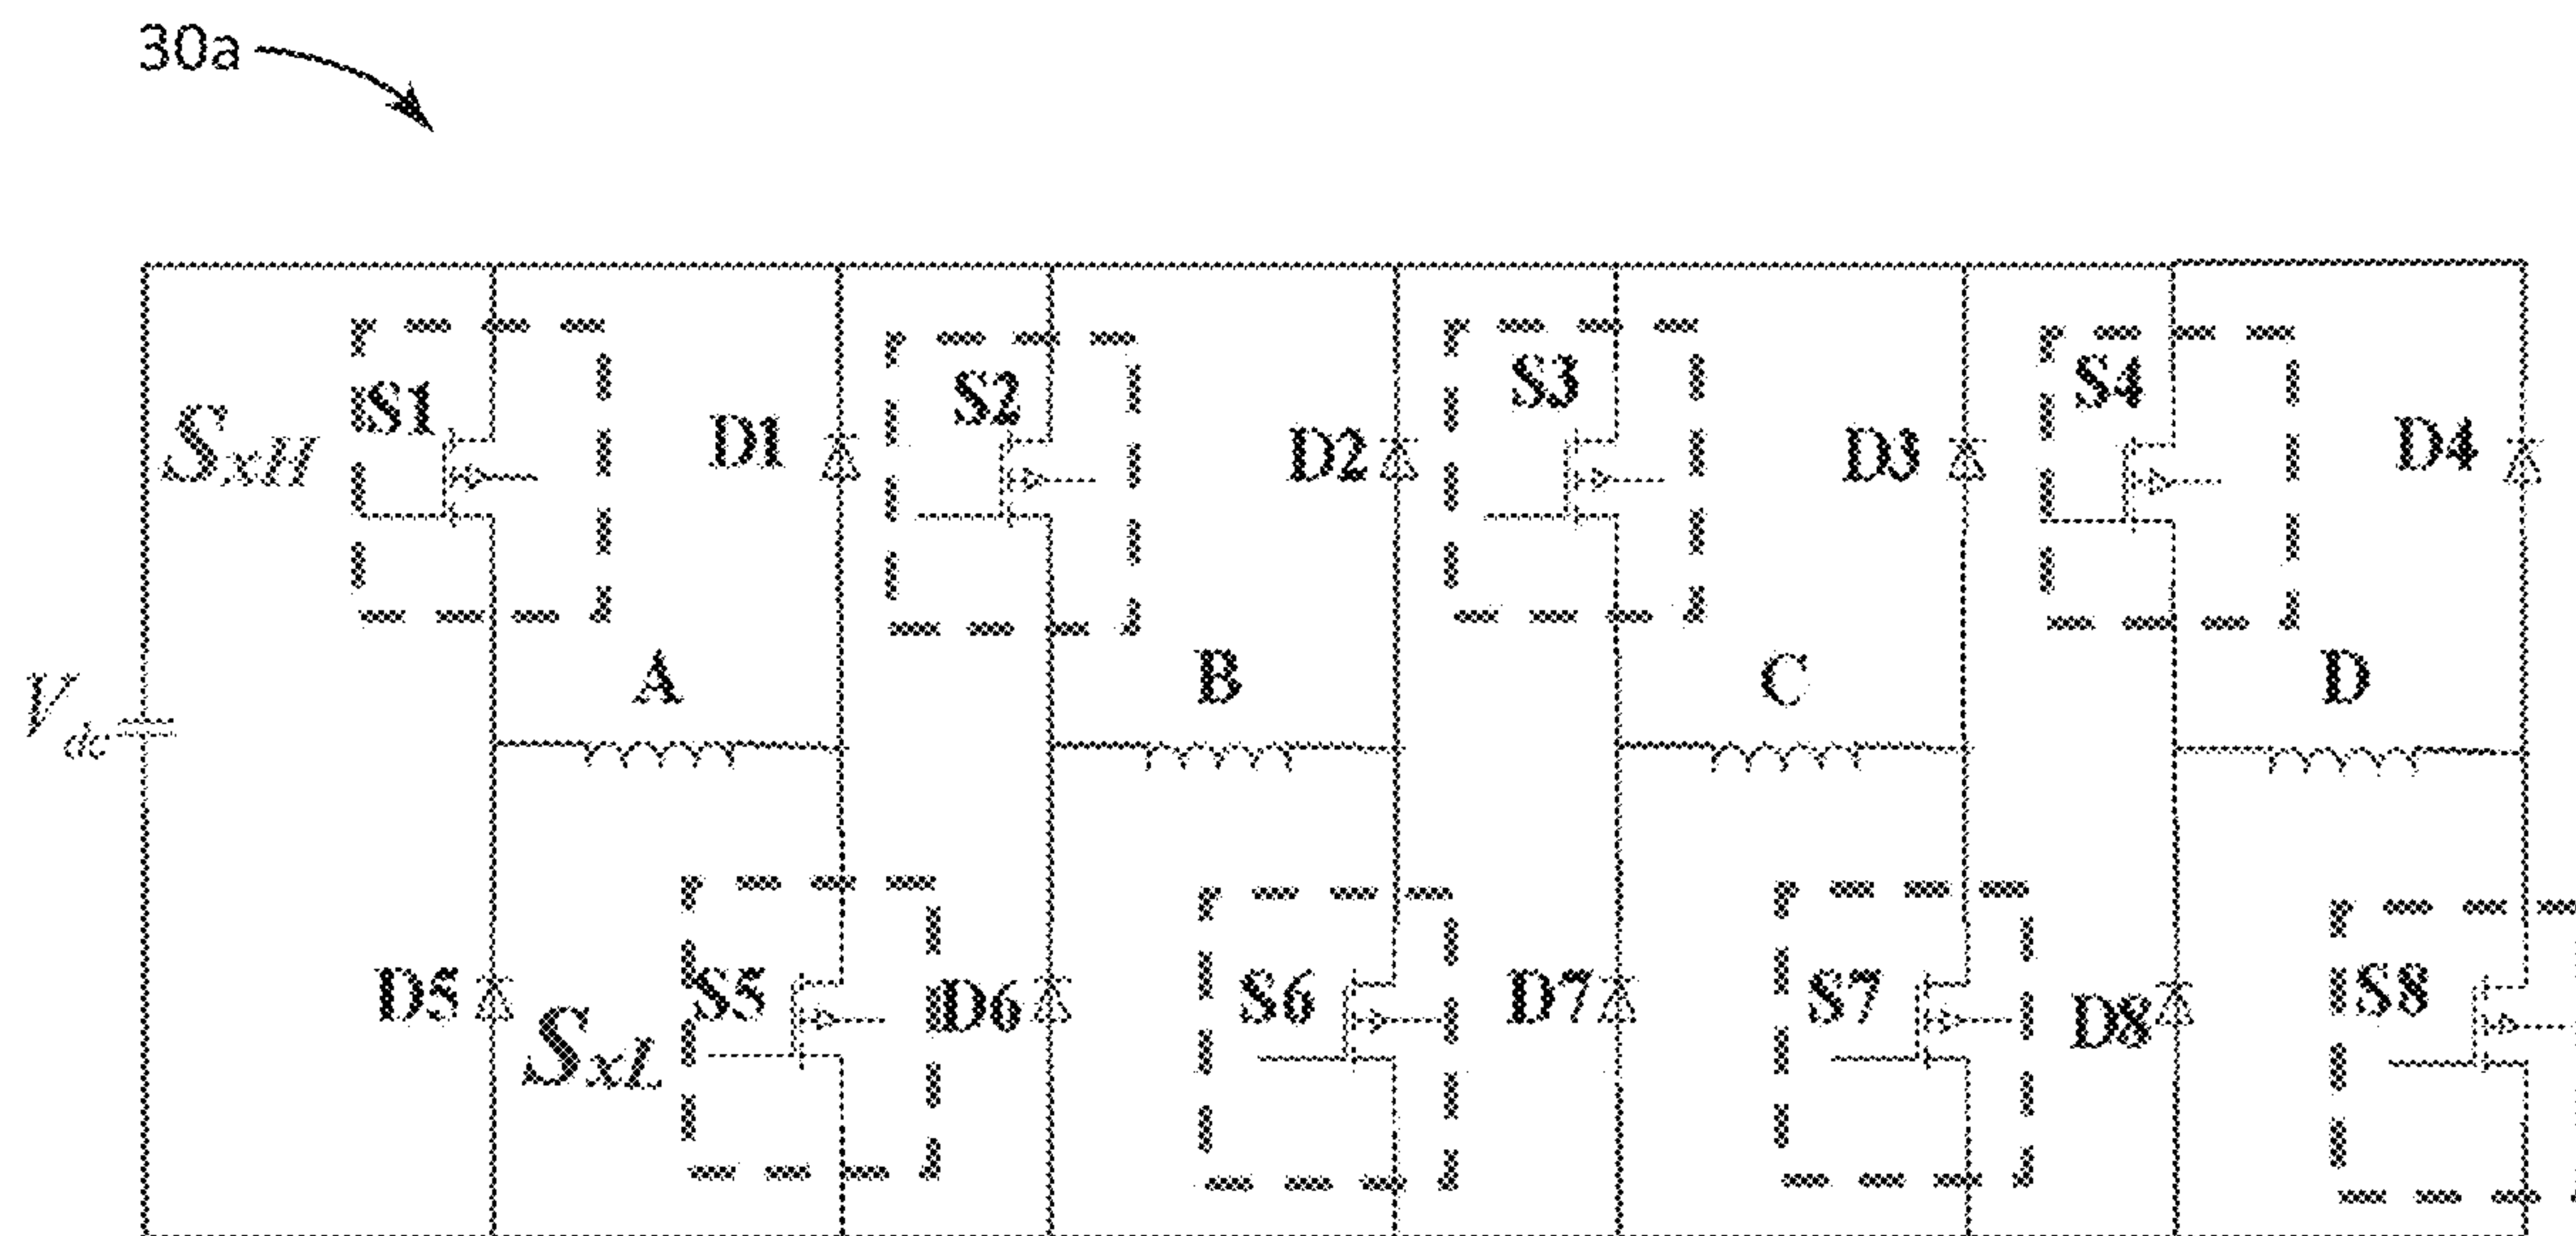 30a
S1 S2 S3 S4
SxH D1 D2 D3 D4
A B C D
Vdc
D5 S5 D6 S6 D7 S7 D8 S8
SxL